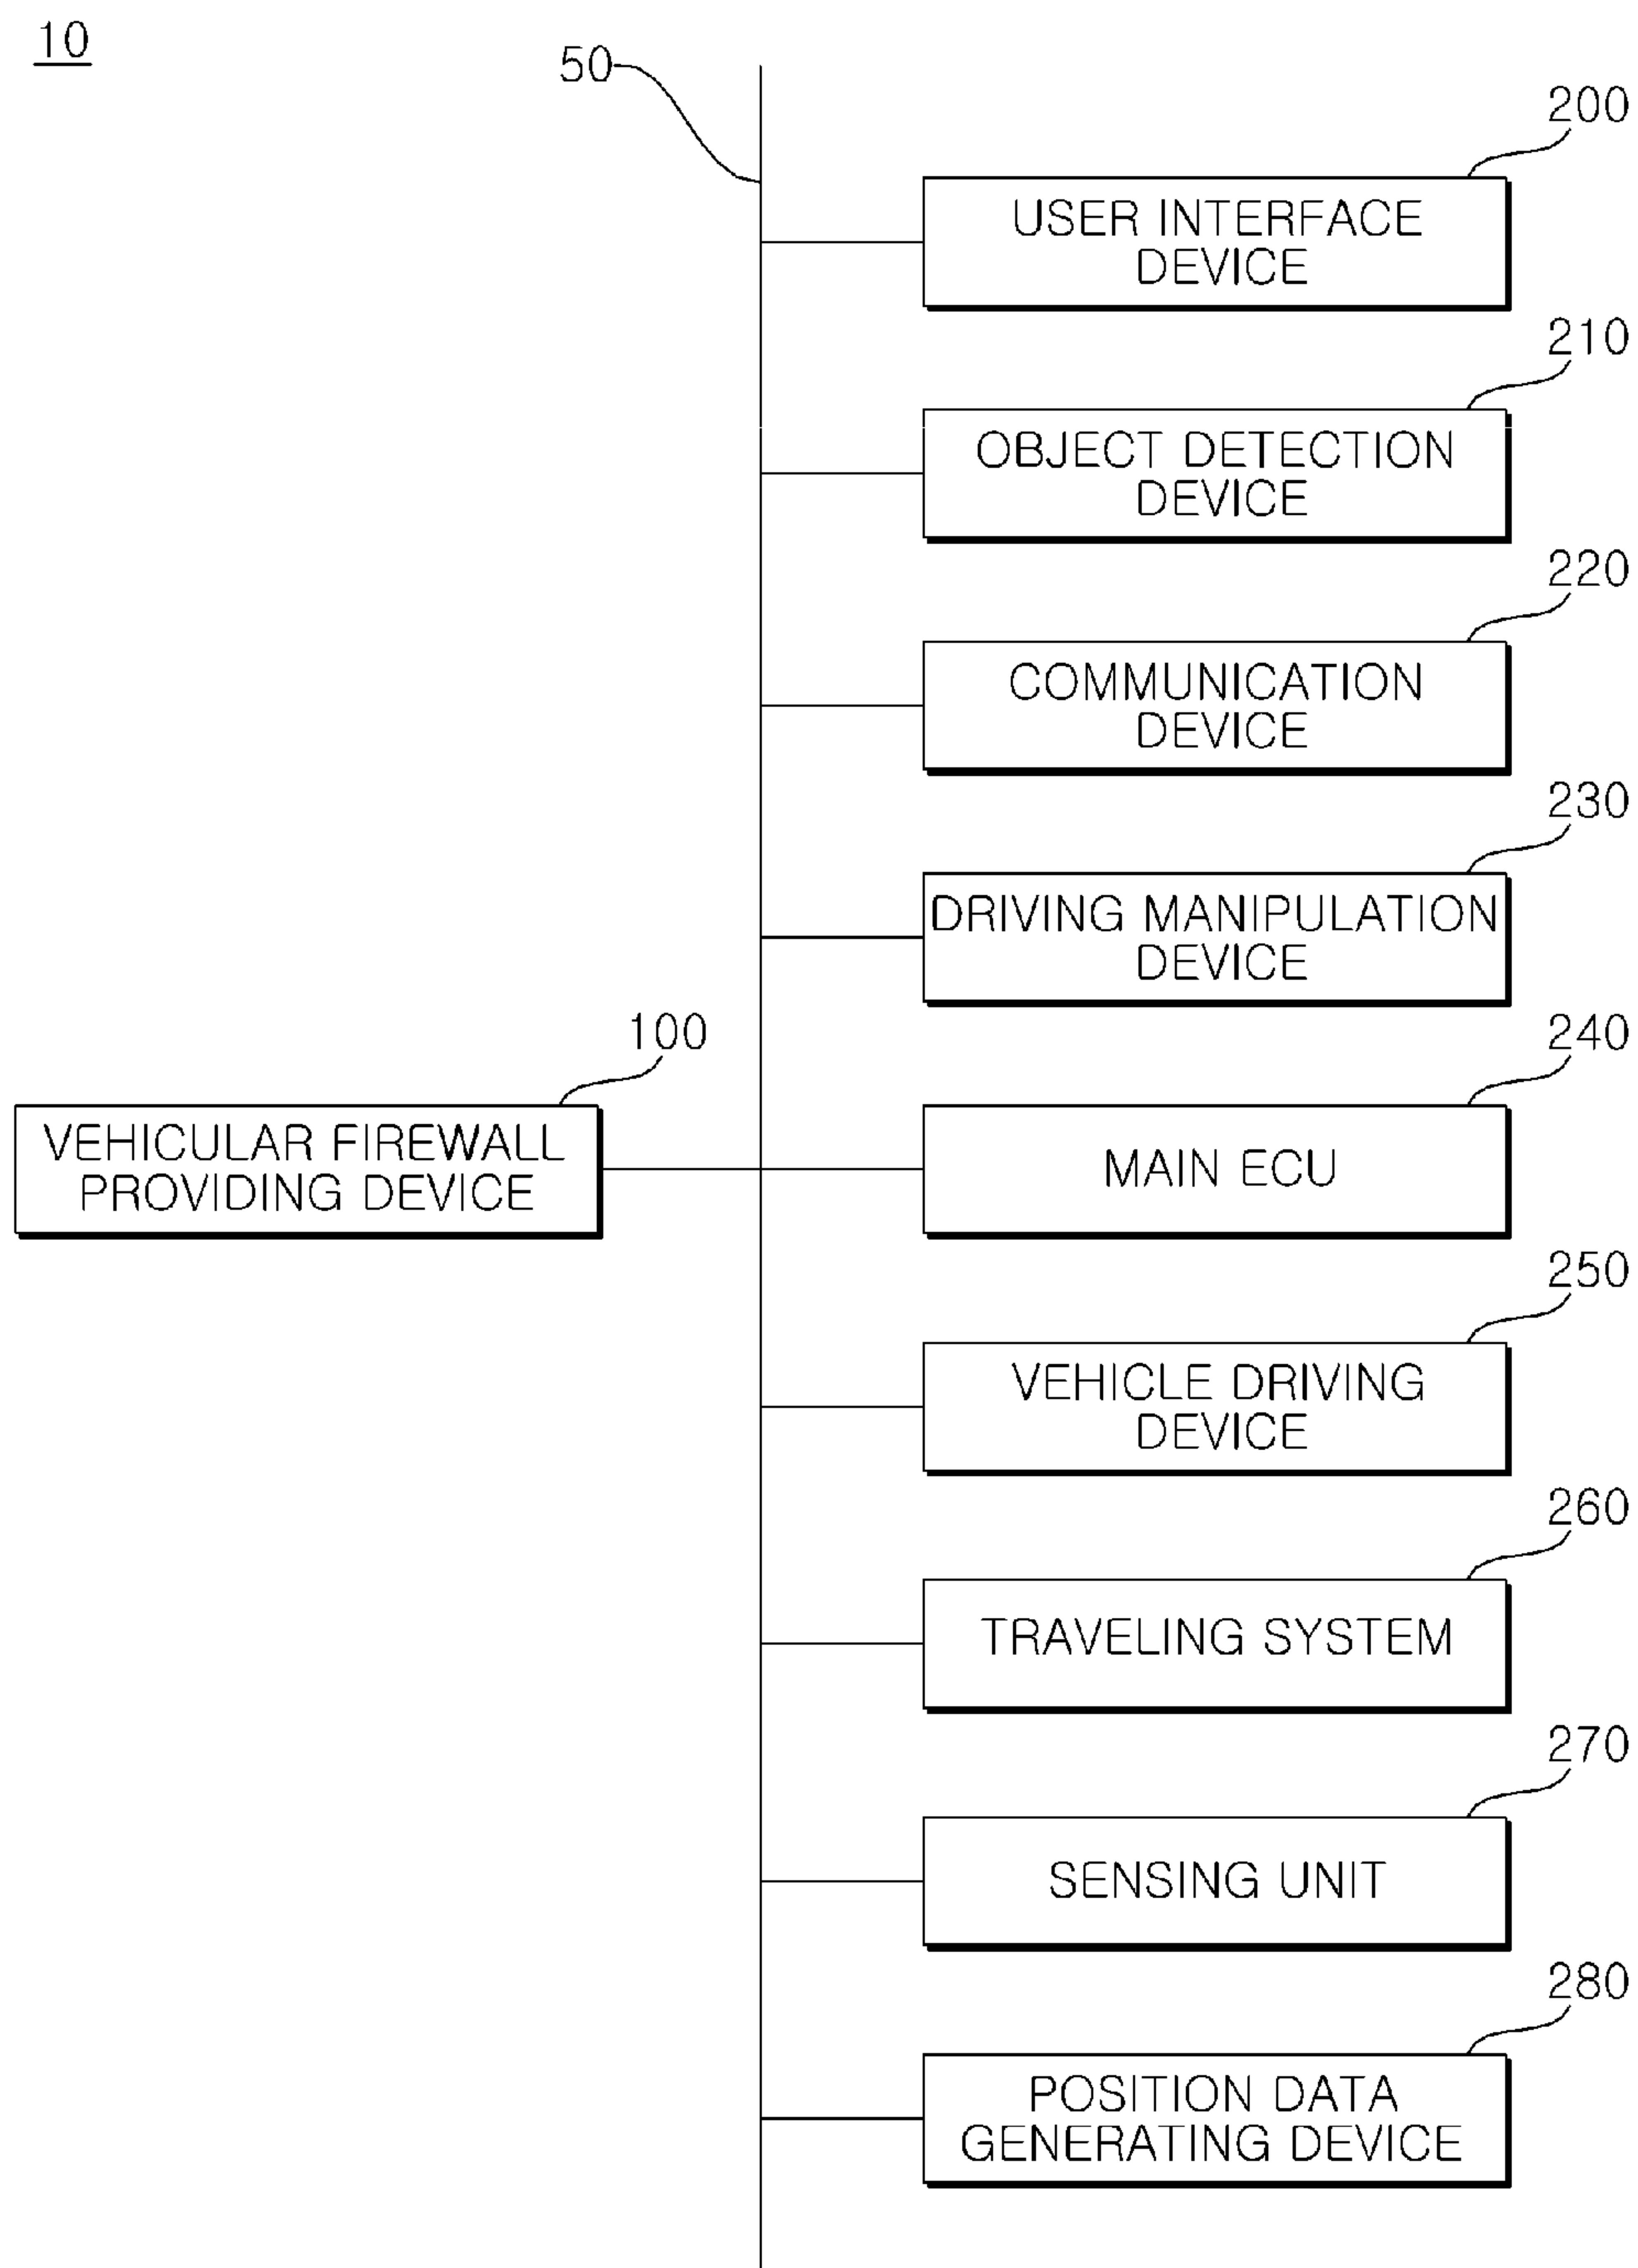 10
50
200
USER INTERFACE
DEVICE
210
OBJECT DETECTION
DEVICE
220
COMMUNICATION
DEVICE
230
DRIVING MANIPULATION
DEVICE
100
VEHICULAR FIREWALL
PROVIDING DEVICE
240
MAIN ECU
250
VEHICLE DRIVING
DEVICE
260
TRAVELING SYSTEM
270
SENSING UNIT
280
POSITION DATA
GENERATING DEVICE